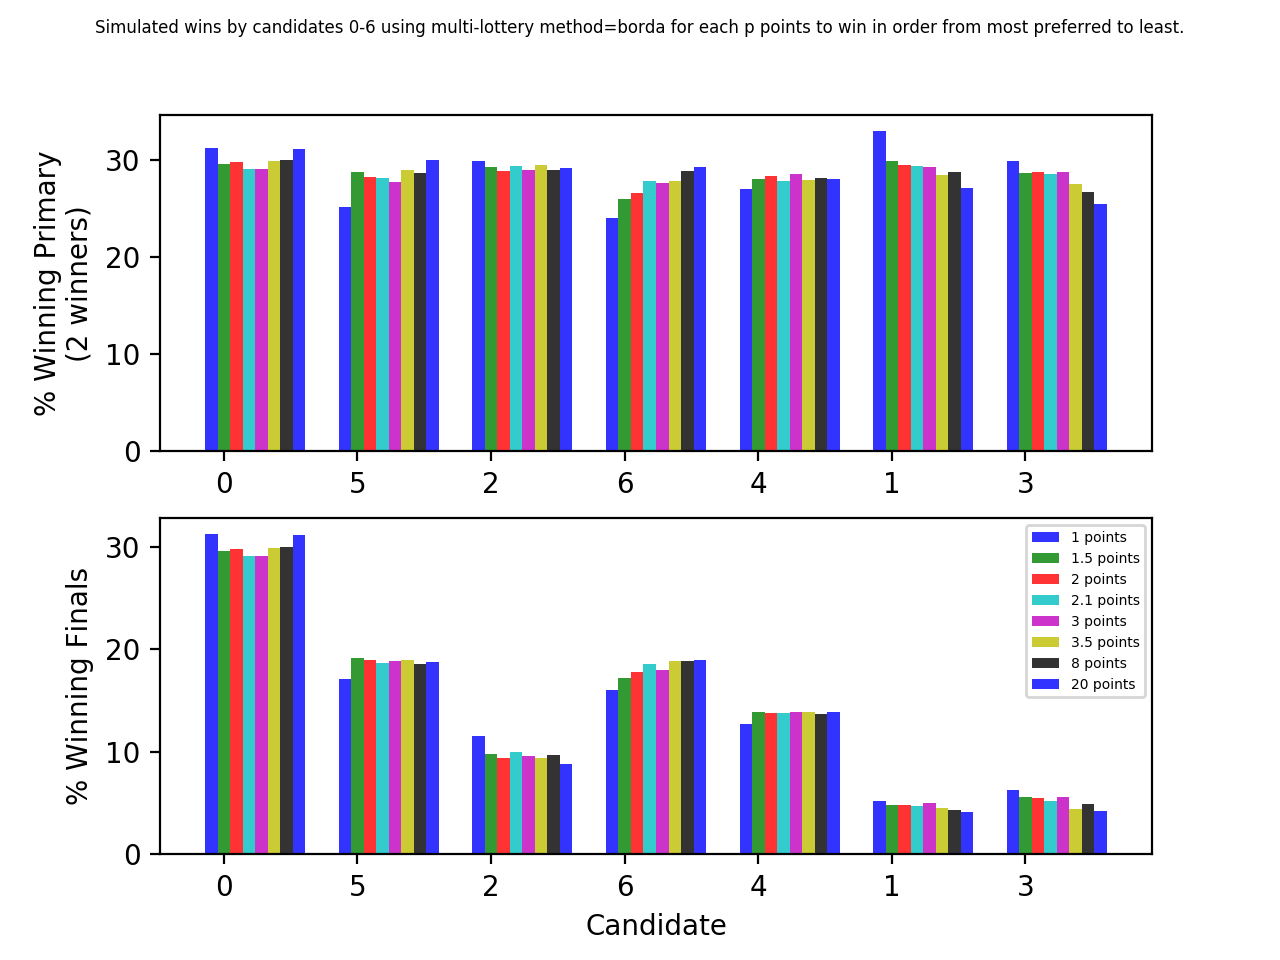 Simulated wins by candidates 0-6 using multi-lottery method=borda for each p points to win in order from most preferred to least.
% Winning Primary
(2 winners)
30
20
10
0
0 5 2 6 4 1 3
% Winning Finals
30
20
10
0
1 points
1.5 points
2 points
2.1 points
3 points
3.5 points
8 points
20 points
0 5 2 6 4 1 3
Candidate